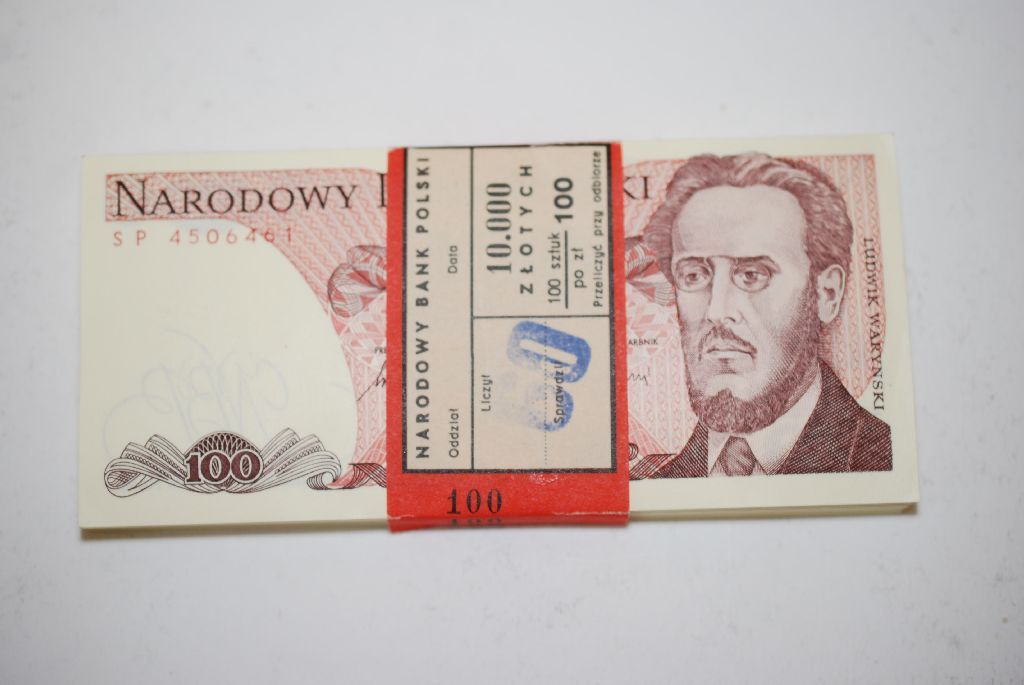 NARODOWY
KI
SP 4506461
LUDWIK WARYŃSKI
ARBNIK
100
NARODOWY BANK POLSKI
Oddział Data
10.000
ZŁOTYCH
100 sztuk
po zł 100
Przeliczyć przy odbiorze
Liczył
Sprawdził
100